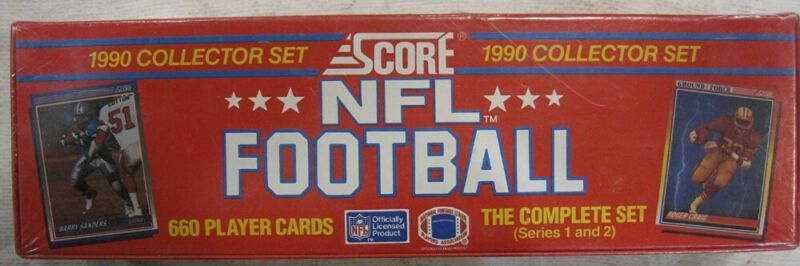 1990 COLLECTOR SET
SCORE®
1990 COLLECTOR SET
NFL™
FOOTBALL
51
BARRY SANDERS
GROUND FORCE
ROGER CRAIG
660 PLAYER CARDS
NFL
Officially
Licensed
Product
THE COMPLETE SET
(Series 1 and 2)